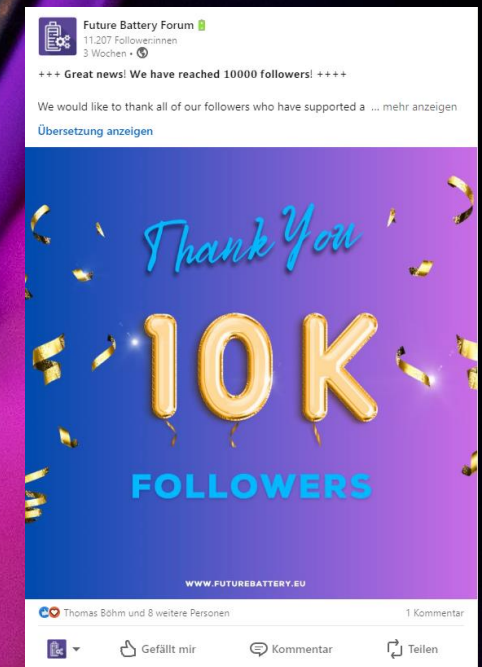 Future Battery Forum🔋
11.207 Follower:innen
3 Wochen •
+++ Great news! We have reached 10000 followers! ++++
We would like to thank all of our followers who have supported a ... mehr anzeigen
Übersetzung anzeigen
Thank You
10K
FOLLOWERS
WWW.FUTUREBATTERY.EU
Thomas Böhm und 8 weitere Personen
1 Kommentar
Gefällt mir
Kommentar
Teilen